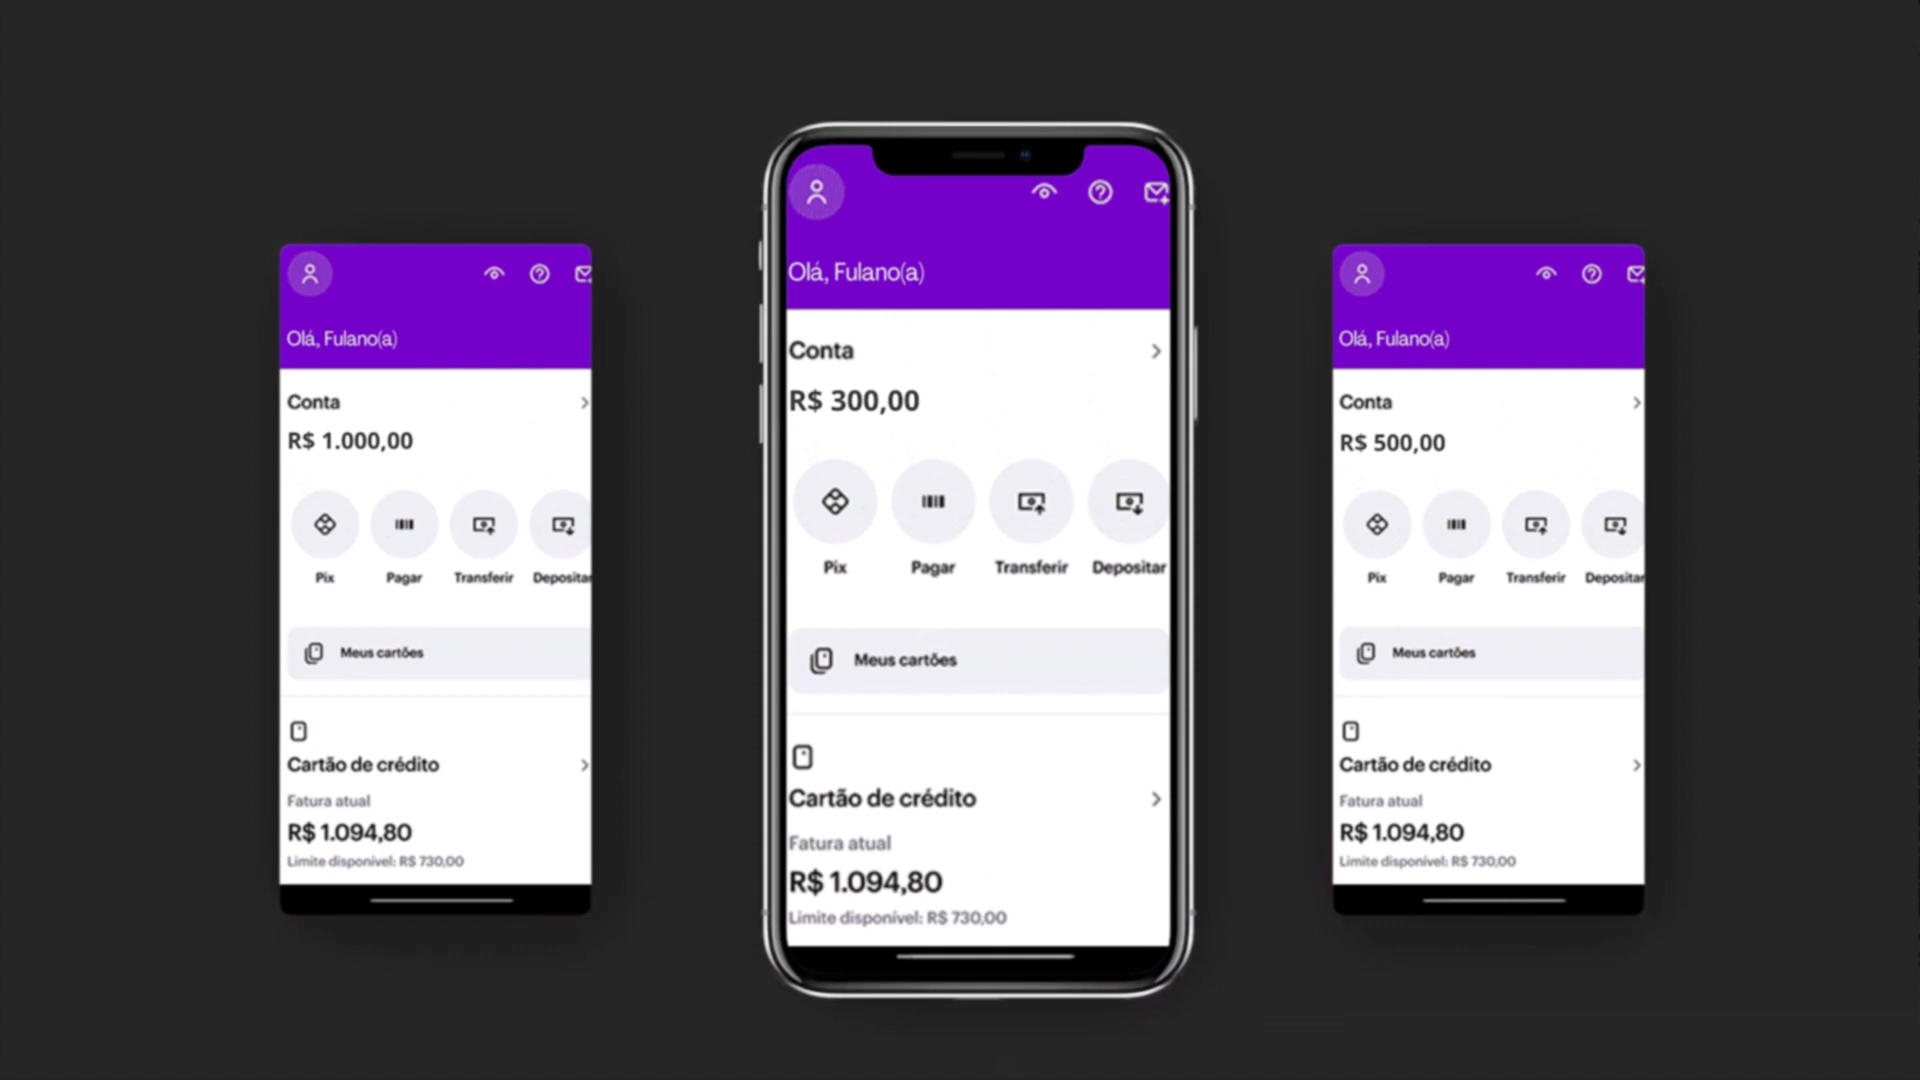 Olá, Fulano(a)
Conta
R$ 1.000,00
Pix
Pagar
Transferir
Depositar
Meus cartões
Cartão de crédito
Fatura atual
R$ 1.094,80
Limite disponível: R$ 730,00
Olá, Fulano(a)
Conta
R$ 300,00
Pix
Pagar
Transferir
Depositar
Meus cartões
Cartão de crédito
Fatura atual
R$ 1.094,80
Limite disponível: R$ 730,00
Olá, Fulano(a)
Conta
R$ 500,00
Pix
Pagar
Transferir
Depositar
Meus cartões
Cartão de crédito
Fatura atual
R$ 1.094,80
Limite disponível: R$ 730,00